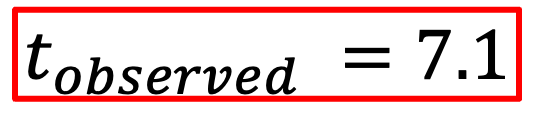 t_observed = 7.1